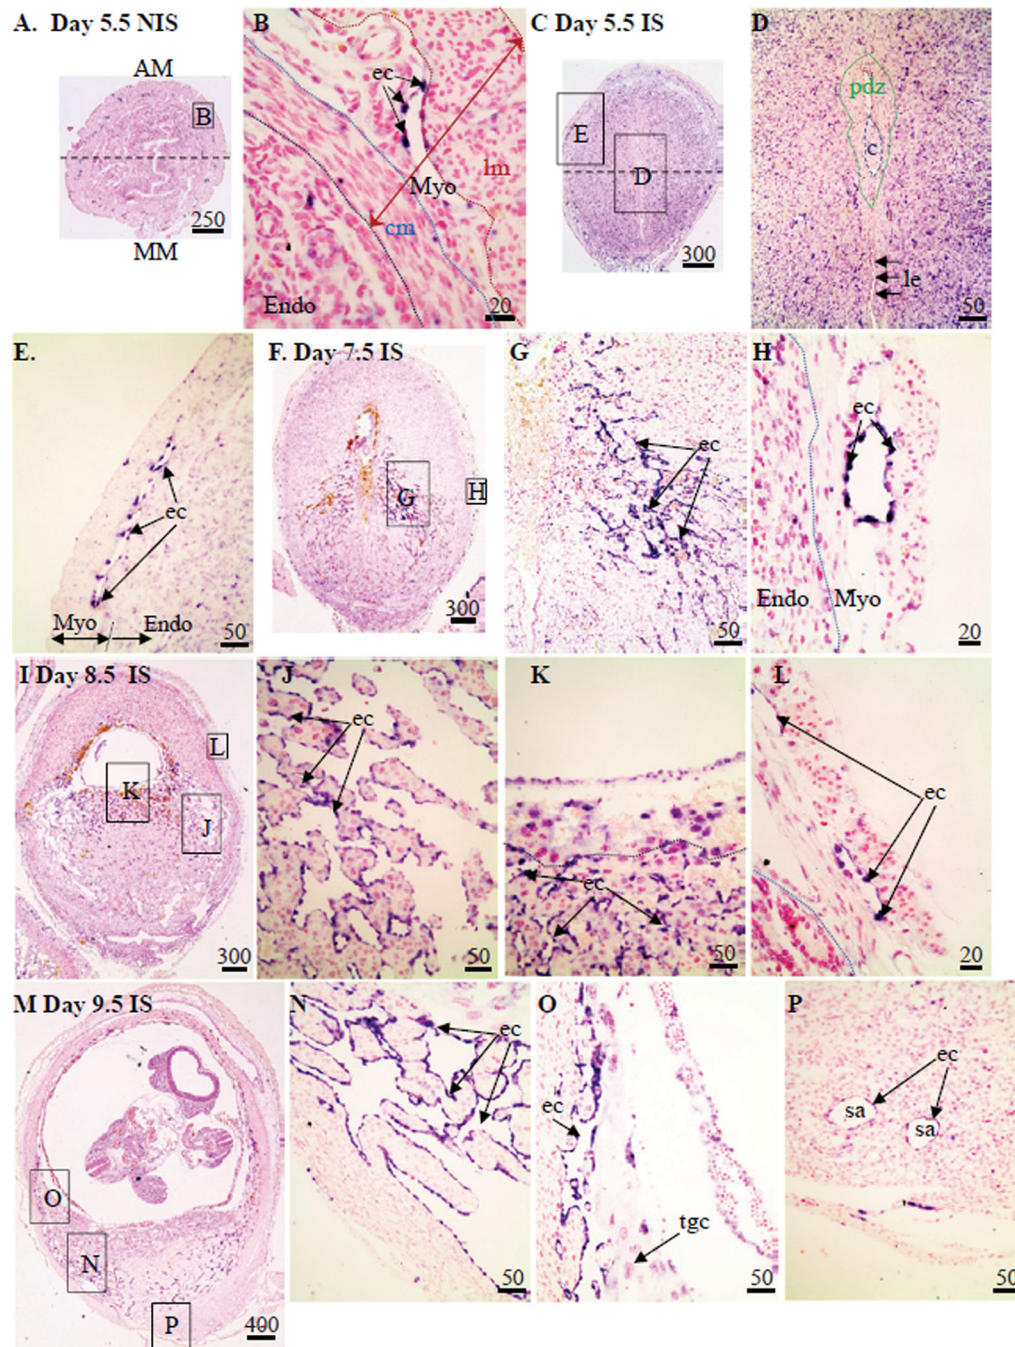 A. Day 5.5 NIS
AM
B
MM
250
B
ec
Myo
lm
cm
Endo
20
C Day 5.5 IS
E
D
300
D
pdz
c
le
50
E.
ec
Myo
Endo
50
F. Day 7.5 IS
G
H
300
G
ec
50
H
ec
Endo
Myo
20
I Day 8.5 IS
L
K
J
300
J
ec
50
K
ec
50
L
ec
20
M Day 9.5 IS
O
N
P
400
N
ec
50
O
ec
tgc
50
P
ec
sa
sa
50